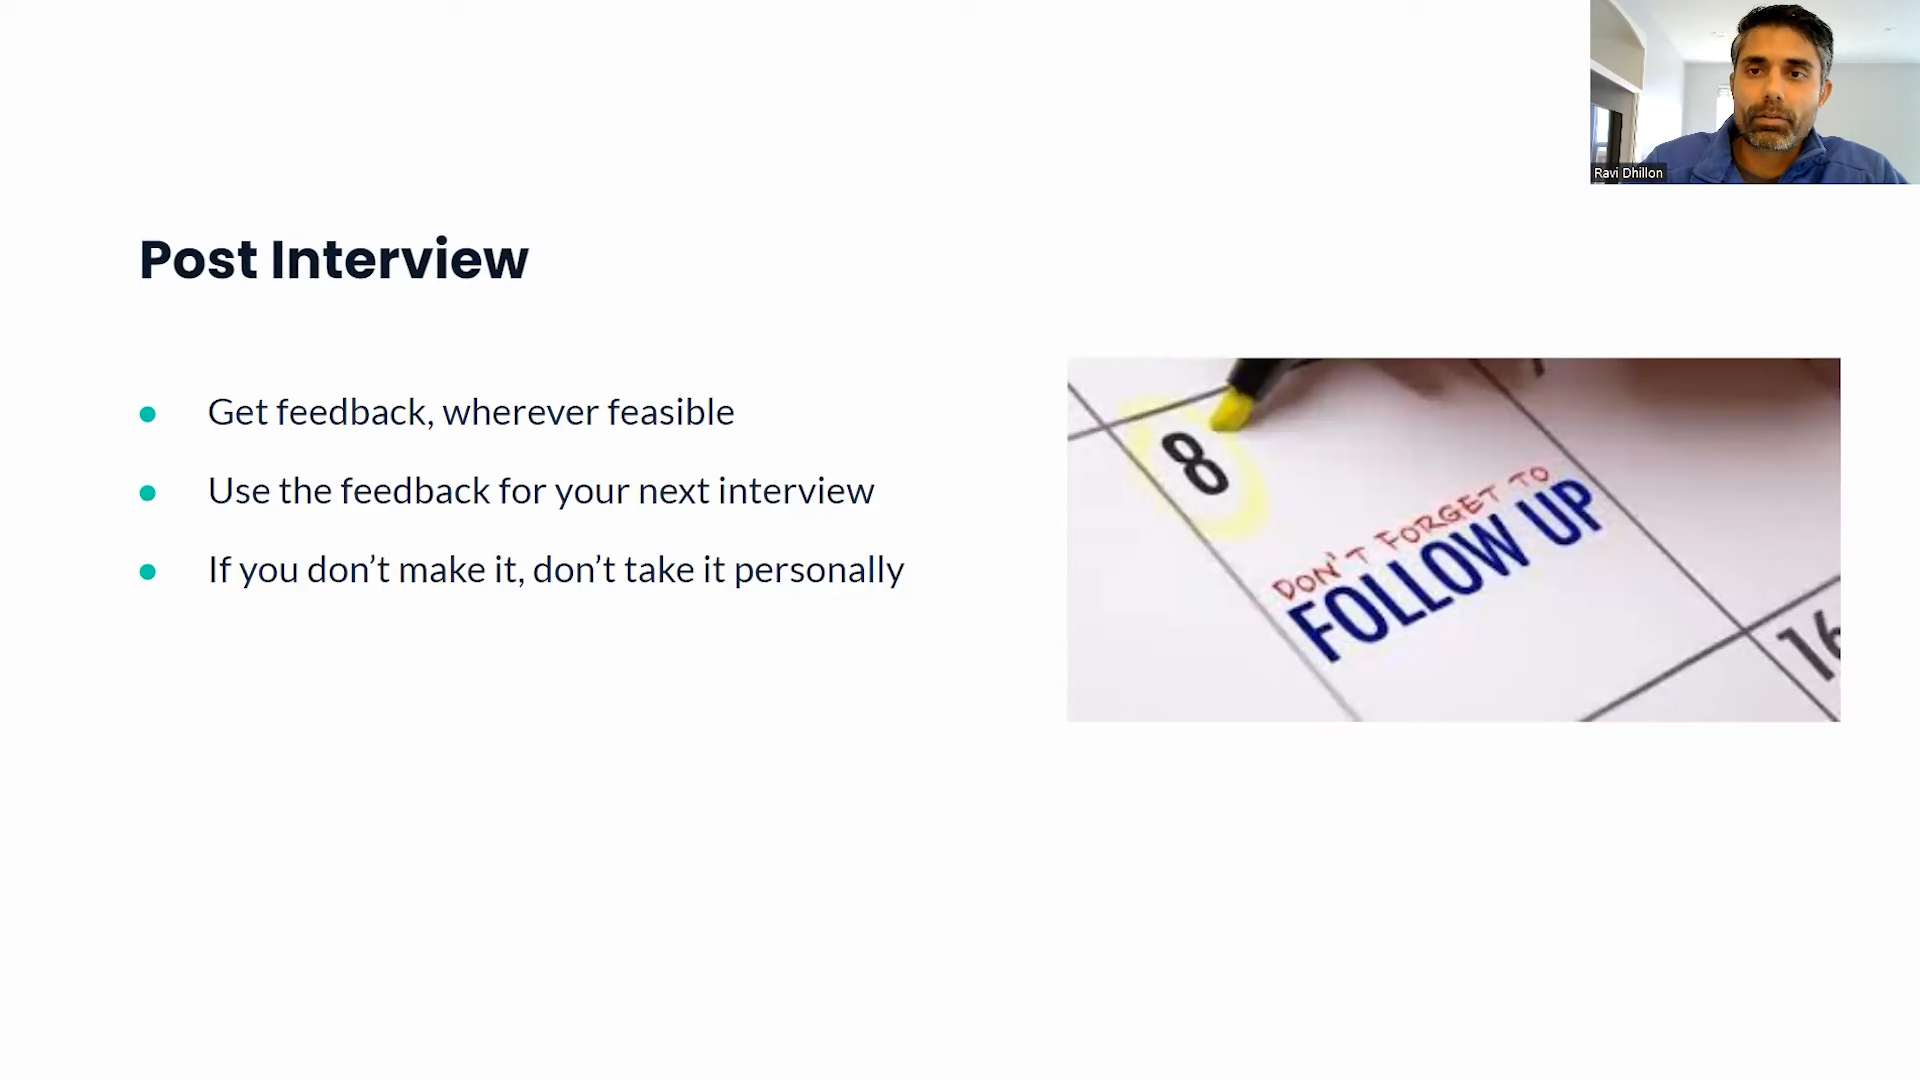 Ravi Dhillon
Post Interview
Get feedback, wherever feasible
Use the feedback for your next interview
If you don’t make it, don’t take it personally
8
DON'T FORGET TO
FOLLOW UP
16